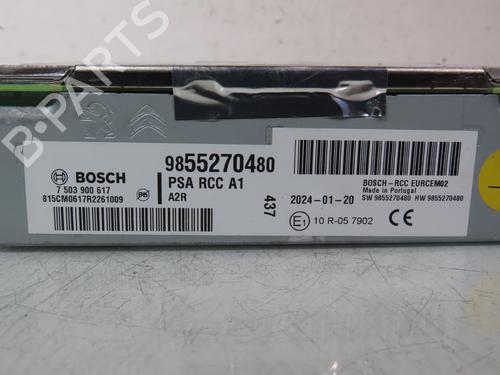 B-Parts
BOSCH
7 503 900 617
815CM0617R2261009
9855270480
PSA RCC A1
A2R
437
2024-01-20
E1 10 R-05 7902
BOSCH-RCC EURCEM02
Made in Portugal
SW 9855270480 HW 9855270480
CE